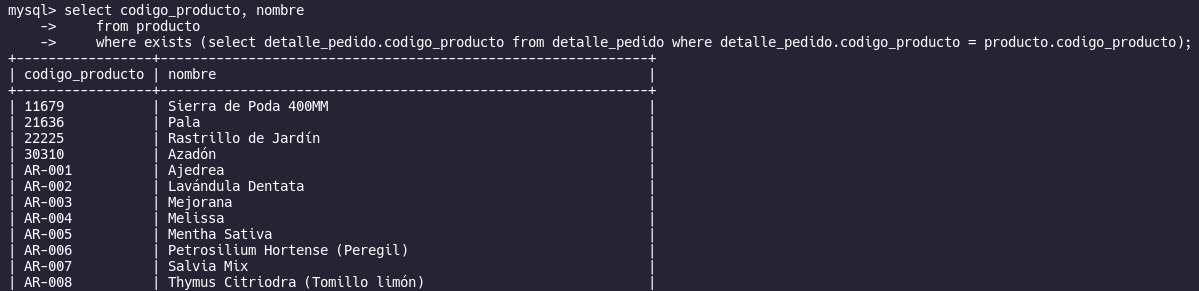 mysql> select codigo_producto, nombre
    ->     from producto
    ->     where exists (select detalle_pedido.codigo_producto from detalle_pedido where detalle_pedido.codigo_producto = producto.codigo_producto);
+-----------------+-------------------------------------------------------------+
| codigo_producto | nombre                                                      |
+-----------------+-------------------------------------------------------------+
| 11679           | Sierra de Poda 400MM                                        |
| 21636           | Pala                                                        |
| 22225           | Rastrillo de Jardín                                         |
| 30310           | Azadón                                                      |
| AR-001          | Ajedrea                                                     |
| AR-002          | Lavándula Dentata                                           |
| AR-003          | Mejorana                                                    |
| AR-004          | Melissa                                                     |
| AR-005          | Mentha Sativa                                               |
| AR-006          | Petrosilium Hortense (Peregil)                              |
| AR-007          | Salvia Mix                                                  |
| AR-008          | Thymus Citriodra (Tomillo limón)                            |